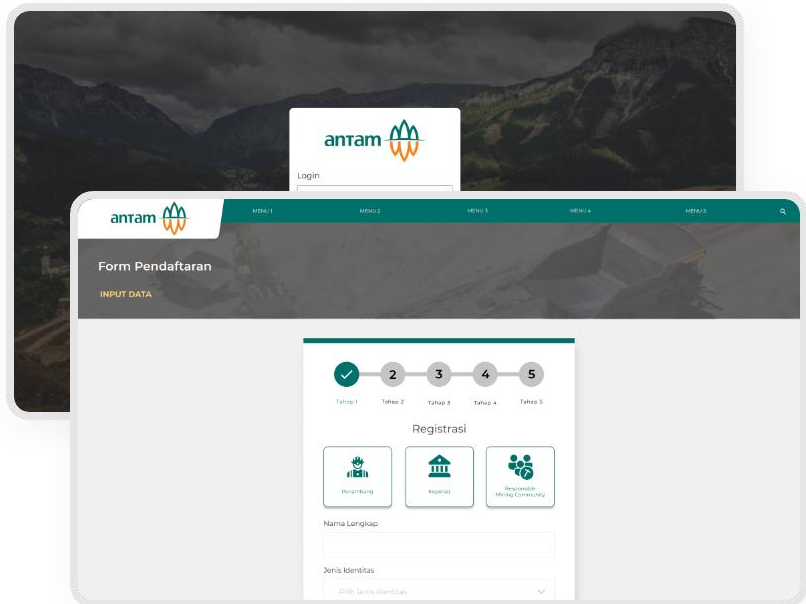 antam
Login
antam
MENU 1 MENU 2 MENU 3 MENU 4 MENU 5
Form Pendaftaran
INPUT DATA
2 3 4 5
Tahap 1 Tahap 2 Tahap 3 Tahap 4 Tahap 5
Registrasi
Penambang Koperasi Responsible
Mining Community
Nama Lengkap
Jenis Identitas
Pilih Jenis Identitas